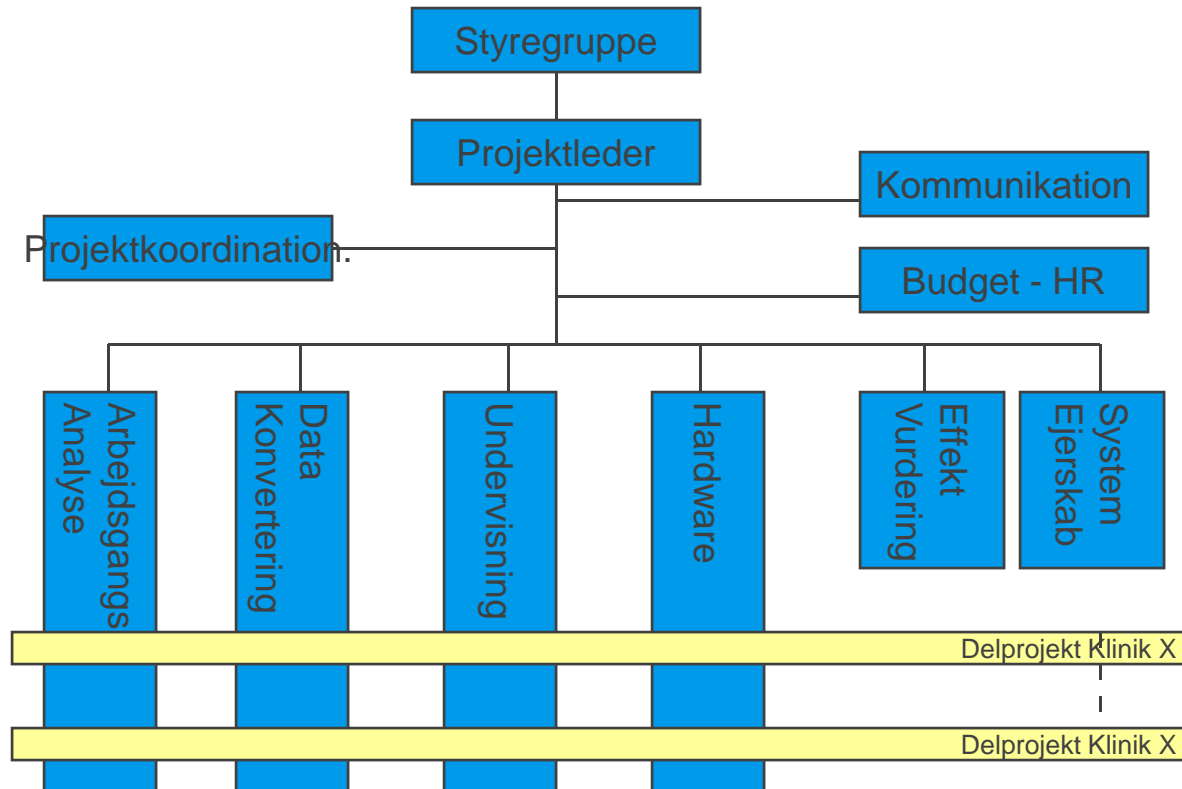 Styregruppe
Projektleder
Kommunikation
Projektkoordination.
Budget - HR
Arbejdsgangs
Analyse
Data
Konvertering
Undervisning
Hardware
Effekt
Vurdering
System
Ejerskab
Delprojekt Klinik X
Delprojekt Klinik X